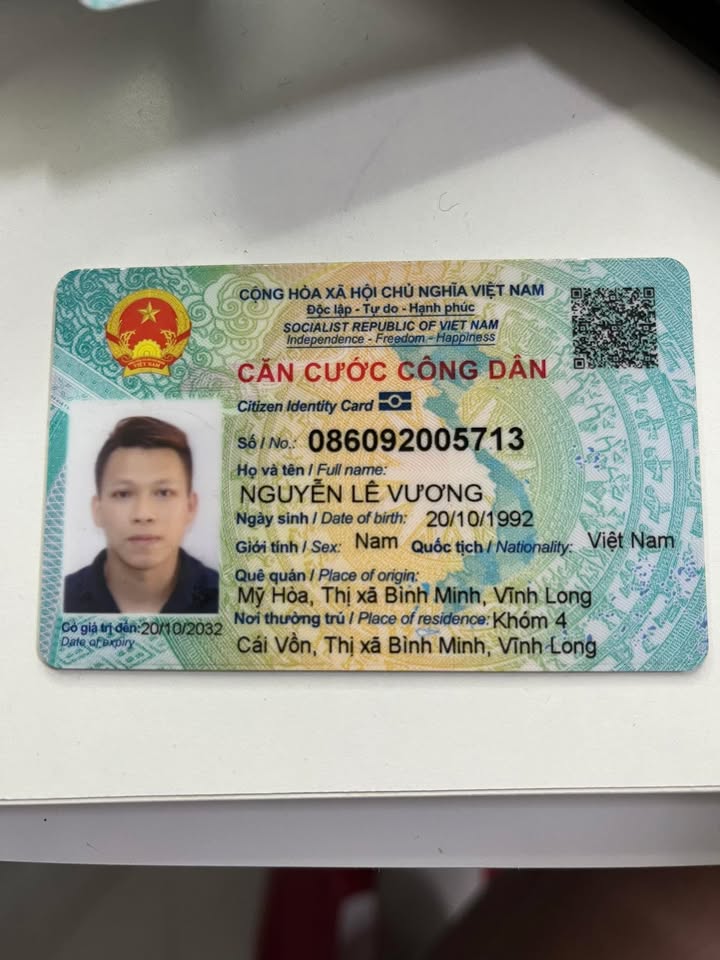 CỘNG HÒA XÃ HỘI CHỦ NGHĨA VIỆT NAM
Độc lập - Tự do - Hạnh phúc
SOCIALIST REPUBLIC OF VIET NAM
Independence - Freedom - Happiness
CĂN CƯỚC CÔNG DÂN
Citizen Identity Card
Số / No.: 086092005713
Họ và tên / Full name:
NGUYỄN LÊ VƯƠNG
Ngày sinh / Date of birth: 20/10/1992
Giới tính / Sex: Nam Quốc tịch / Nationality: Việt Nam
Quê quán / Place of origin:
Mỹ Hòa, Thị xã Bình Minh, Vĩnh Long
Nơi thường trú / Place of residence: Khóm 4
Cái Vồn, Thị xã Bình Minh, Vĩnh Long
Có giá trị đến: 20/10/2032
Date of expiry
VIỆT NAM